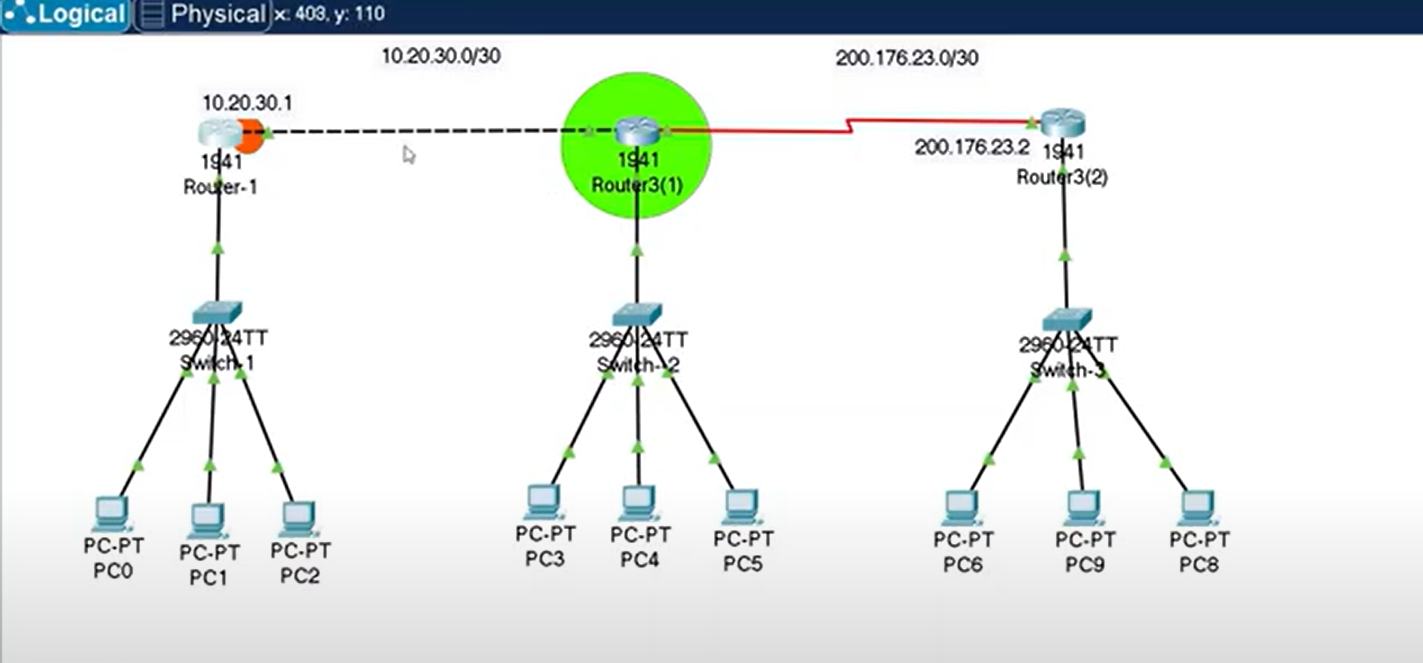 Logical Physical x: 403, y: 110
10.20.30.0/30
200.176.23.0/30
10.20.30.1
1941
Router-1
1941
Router3(1)
200.176.23.2
1941
Router3(2)
2960-24TT
Switch-1
2960-24TT
Switch--2
2960-24TT
Switch-3
PC-PT
PC0
PC-PT
PC1
PC-PT
PC2
PC-PT
PC3
PC-PT
PC4
PC-PT
PC5
PC-PT
PC6
PC-PT
PC9
PC-PT
PC8